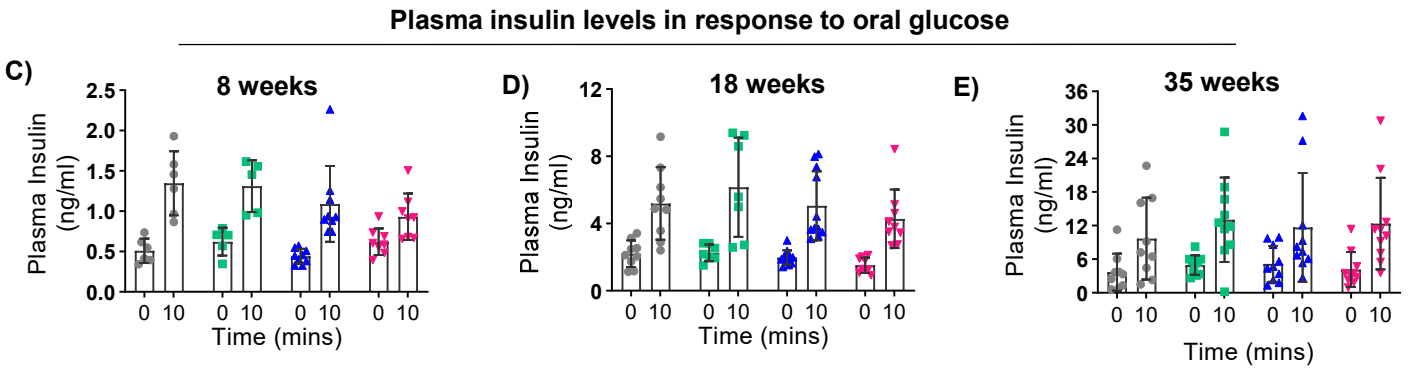 Plasma insulin levels in response to oral glucose
C)
8 weeks
Plasma Insulin
(ng/ml)
2.5
2.0
1.5
1.0
0.5
0.0
0 10 0 10 0 10 0 10
Time (mins)
D)
18 weeks
Plasma Insulin
(ng/ml)
12
8
4
0
0 10 0 10 0 10 0 10
Time (mins)
E)
35 weeks
Plasma Insulin
(ng/ml)
36
30
24
18
12
6
0
0 10 0 10 0 10 0 10
Time (mins)